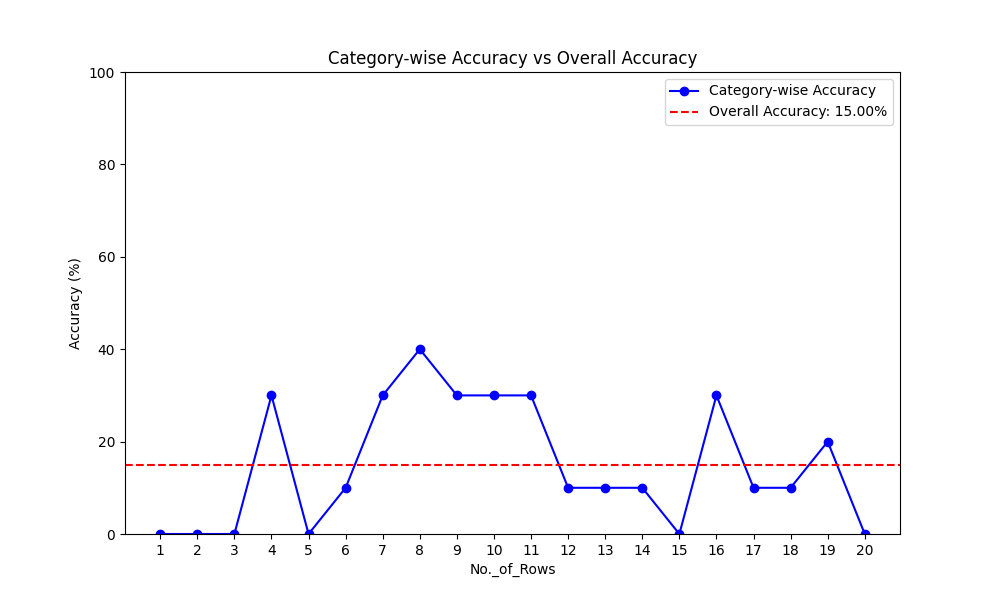 Category-wise Accuracy vs Overall Accuracy
Category-wise Accuracy
Overall Accuracy: 15.00%
100
80
60
40
20
0
Accuracy (%)
1 2 3 4 5 6 7 8 9 10 11 12 13 14 15 16 17 18 19 20
No._of_Rows